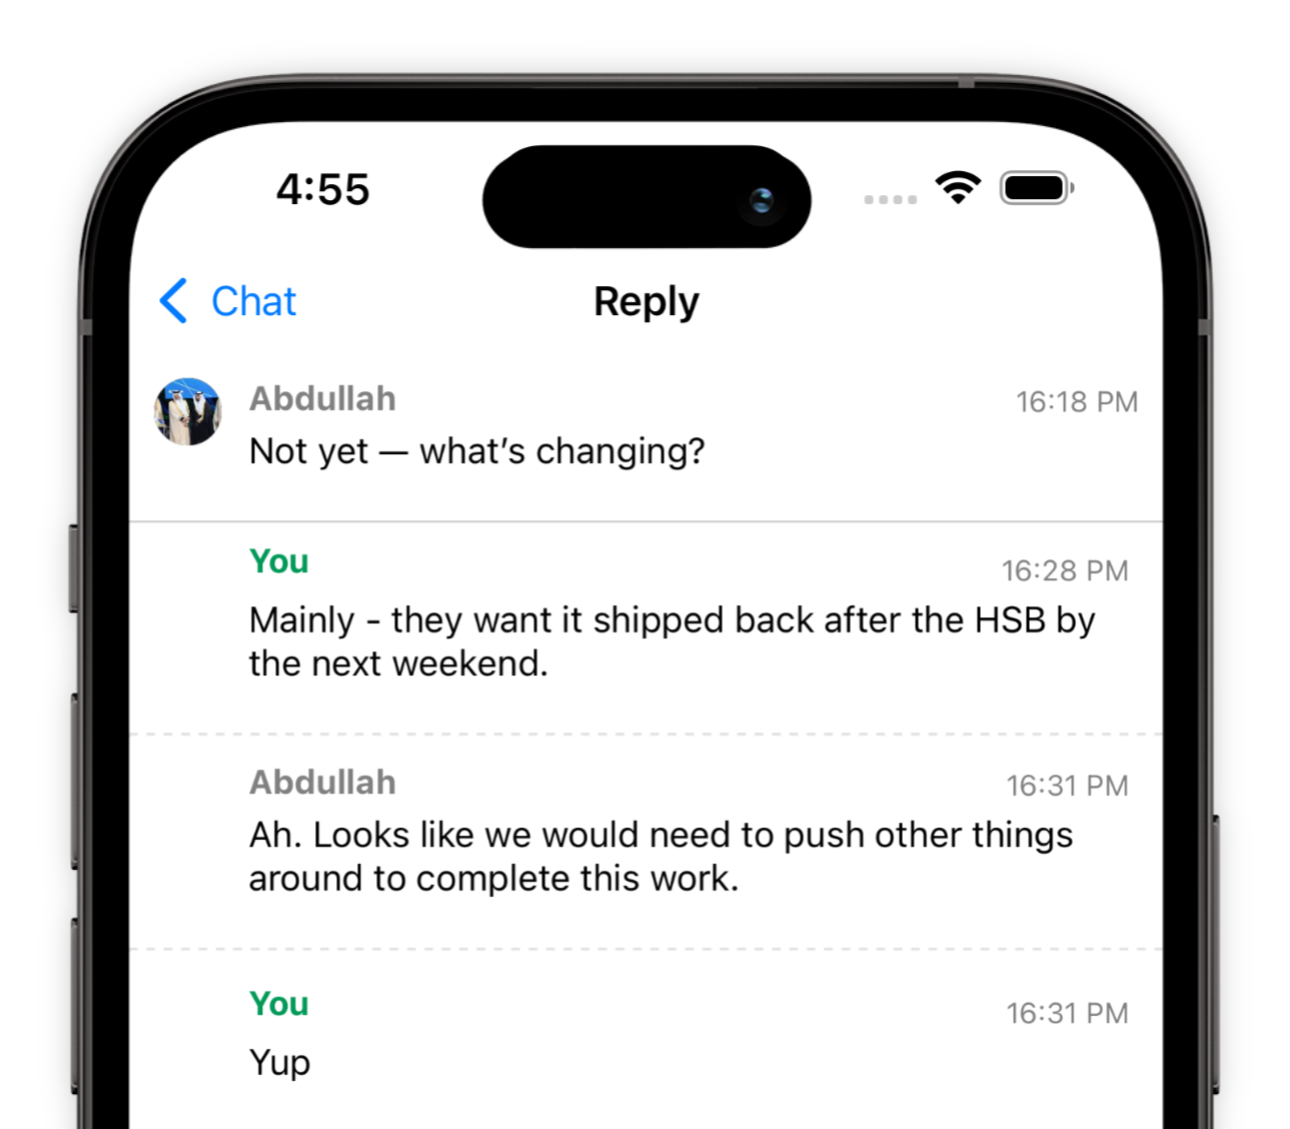 4:55
Chat
Reply
Abdullah
16:18 PM
Not yet — what’s changing?
You
16:28 PM
Mainly - they want it shipped back after the HSB by
the next weekend.
Abdullah
16:31 PM
Ah. Looks like we would need to push other things
around to complete this work.
You
16:31 PM
Yup